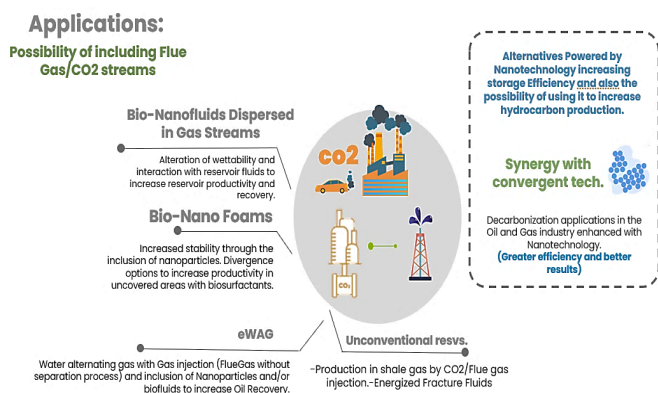 Applications:
Possibility of including Flue
Gas/CO2 streams
Bio-Nanofluids Dispersed
in Gas Streams
Alteration of wettability and
interaction with reservoir fluids to
increase reservoir productivity and
recovery.
Bio-Nano Foams
Increased stability through the
inclusion of nanoparticles. Divergence
options to increase productivity in
uncovered areas with biosurfactants.
eWAG
Water alternating gas with Gas injection (FlueGas without
separation process) and inclusion of Nanoparticles and/or
biofluids to increase Oil Recovery.
co2
CO₂
Unconventional resvs.
-Production in shale gas by CO2/Flue gas
injection.-Energized Fracture Fluids
Alternatives Powered by
Nanotechnology increasing
storage Efficiency and also the
possibility of using it to increase
hydrocarbon production.
Synergy with
convergent tech.
Decarbonization applications in the
Oil and Gas industry enhanced with
Nanotechnology.
(Greater efficiency and better
results)